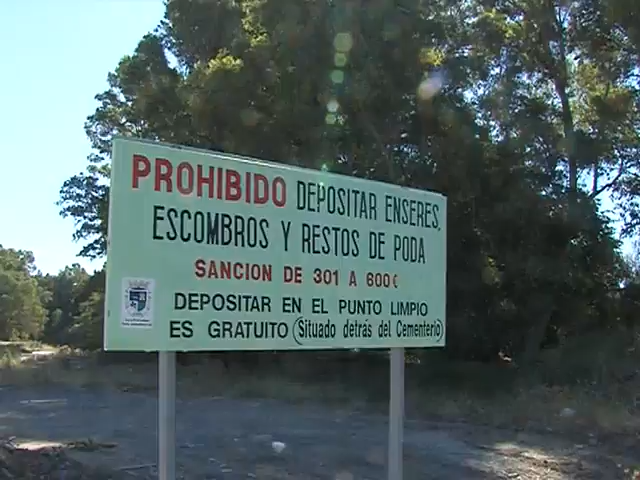 PROHIBIDO DEPOSITAR ENSERES,
ESCOMBROS Y RESTOS DE PODA
SANCION DE 301 A 600€
DEPOSITAR EN EL PUNTO LIMPIO
ES GRATUITO (Situado detrás del Cementerio)